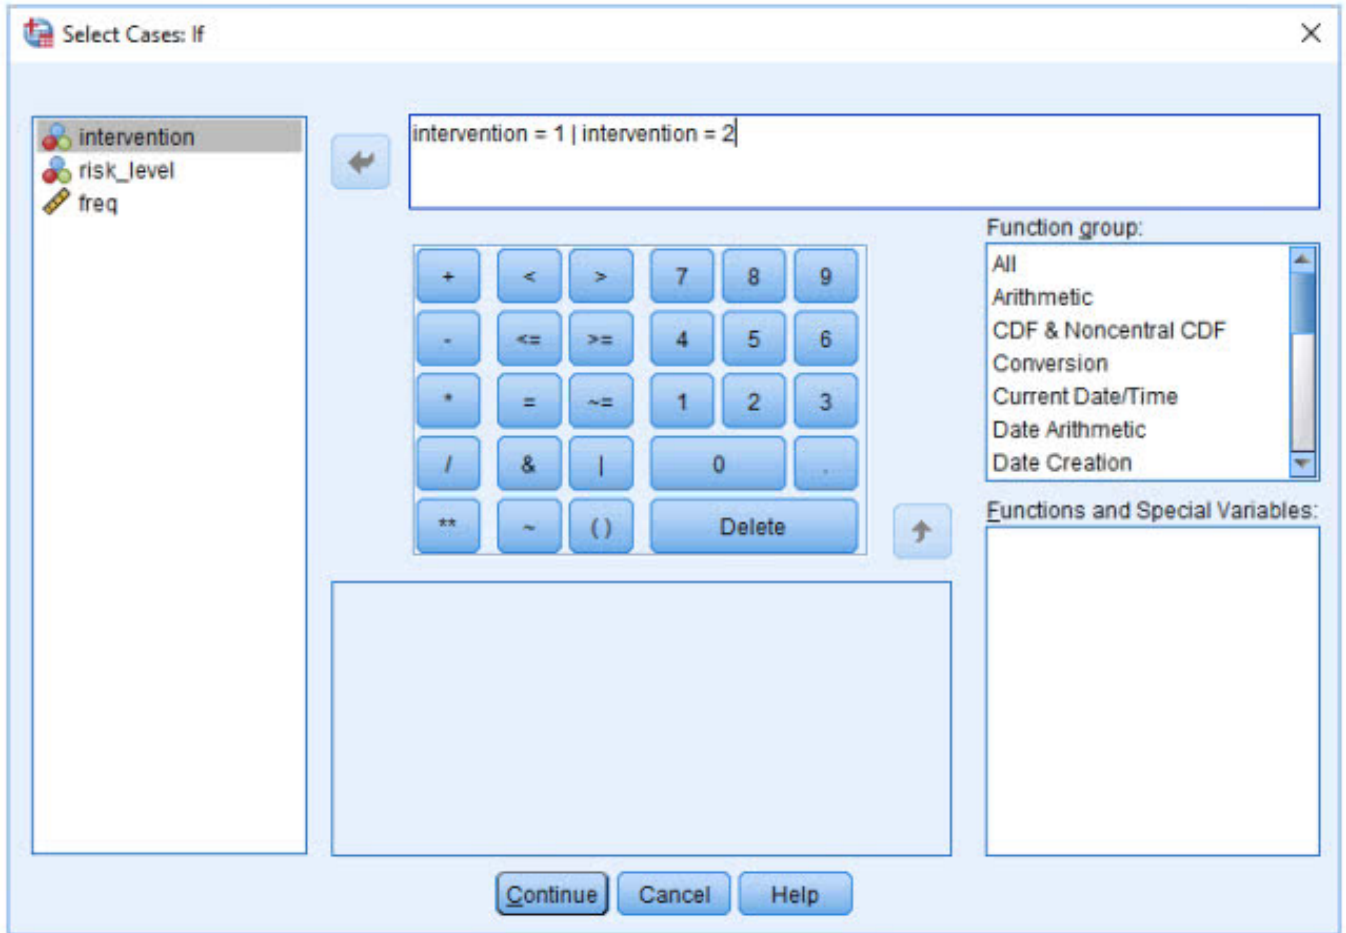 Select Cases: If
intervention
risk_level
freq
intervention = 1 | intervention = 2
+ < > 7 8 9
- <= >= 4 5 6
* = ~= 1 2 3
/ & | 0 .
** ~ ( ) Delete
Function group:
All
Arithmetic
CDF & Noncentral CDF
Conversion
Current Date/Time
Date Arithmetic
Date Creation
Functions and Special Variables:
Continue Cancel Help